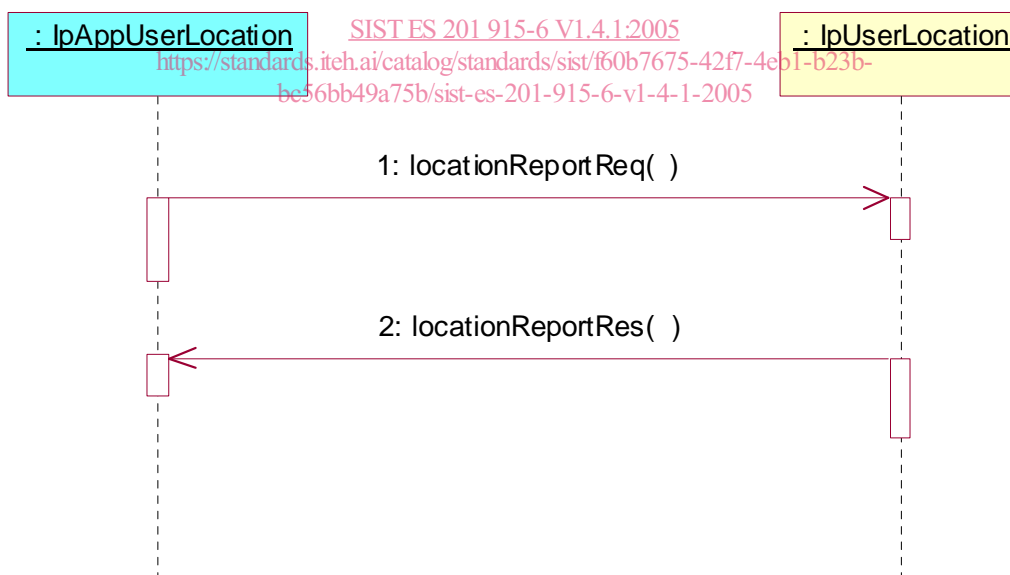 : IpAppUserLocation
SIST ES 201 915-6 V1.4.1:2005
: IpUserLocation
https://standards.iteh.ai/catalog/standards/sist/f60b7675-42f7-4eb1-b23b-
bc56bb49a75b/sist-es-201-915-6-v1-4-1-2005
1: locationReportReq( )
2: locationReportRes( )